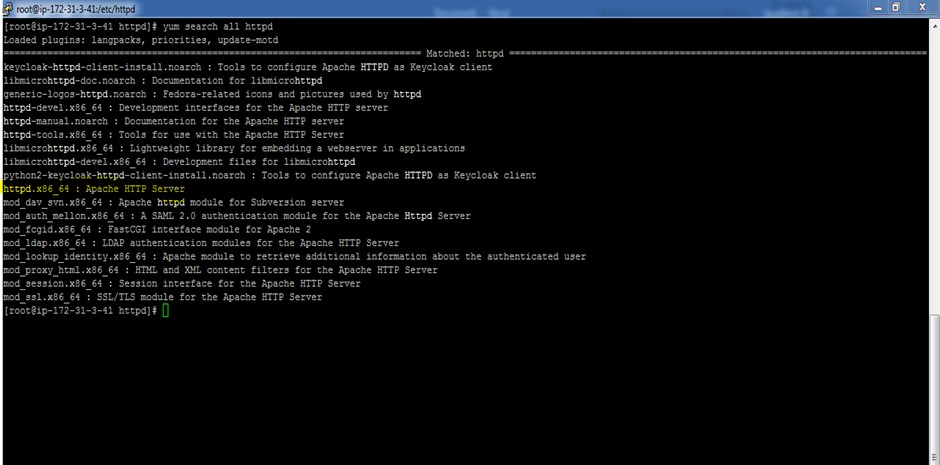 root@ip-172-31-3-41:/etc/httpd
[root@ip-172-31-3-41 httpd]# yum search all httpd
Loaded plugins: langpacks, priorities, update-motd
================================ Matched: httpd ================================
keycloak-httpd-client-install.noarch : Tools to configure Apache HTTPD as Keycloak client
libmicrohttpd-doc.noarch : Documentation for libmicrohttpd
generic-logos-httpd.noarch : Fedora-related icons and pictures used by httpd
httpd-devel.x86_64 : Development interfaces for the Apache HTTP server
httpd-manual.noarch : Documentation for the Apache HTTP server
httpd-tools.x86_64 : Tools for use with the Apache HTTP Server
libmicrohttpd.x86_64 : Lightweight library for embedding a webserver in applications
libmicrohttpd-devel.x86_64 : Development files for libmicrohttpd
python2-keycloak-httpd-client-install.noarch : Tools to configure Apache HTTPD as Keycloak client
httpd.x86_64 : Apache HTTP Server
mod_dav_svn.x86_64 : Apache httpd module for Subversion server
mod_auth_mellon.x86_64 : A SAML 2.0 authentication module for the Apache Httpd Server
mod_fcgid.x86_64 : FastCGI interface module for Apache 2
mod_ldap.x86_64 : LDAP authentication modules for the Apache HTTP Server
mod_lookup_identity.x86_64 : Apache module to retrieve additional information about the authenticated user
mod_proxy_html.x86_64 : HTML and XML content filters for the Apache HTTP Server
mod_session.x86_64 : Session interface for the Apache HTTP Server
mod_ssl.x86_64 : SSL/TLS module for the Apache HTTP Server
[root@ip-172-31-3-41 httpd]#